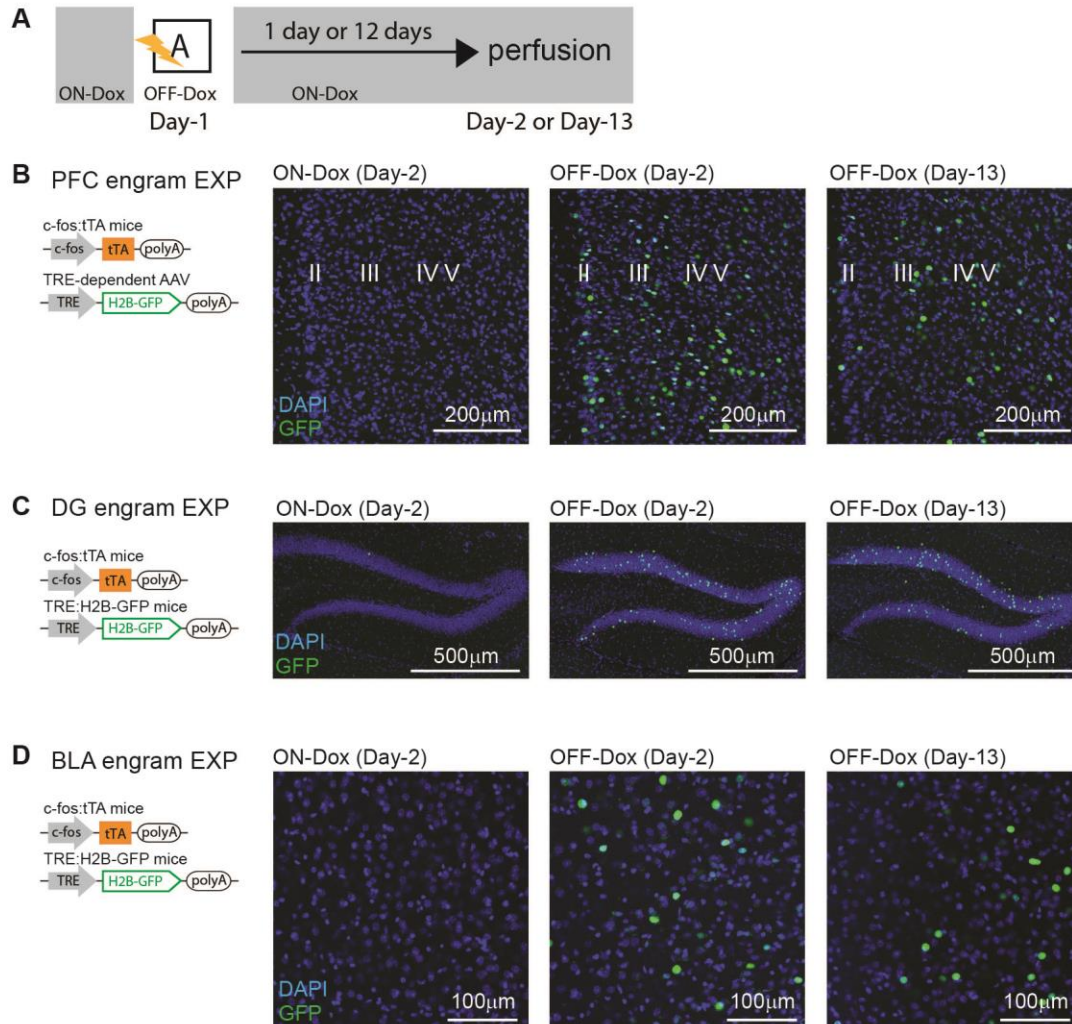 A
1 day or 12 days
A
perfusion
ON-Dox
OFF-Dox
ON-Dox
Day-1
Day-2 or Day-13
B
PFC engram EXP
ON-Dox (Day-2)
OFF-Dox (Day-2)
OFF-Dox (Day-13)
c-fos:tTA mice
c-fos
tTA
polyA
TRE-dependent AAV
TRE
H2B-GFP
polyA
II III IV V
II III IV V
II III IV V
DAPI
GFP
200μm
200μm
200μm
C
DG engram EXP
ON-Dox (Day-2)
OFF-Dox (Day-2)
OFF-Dox (Day-13)
c-fos:tTA mice
c-fos
tTA
polyA
TRE:H2B-GFP mice
TRE
H2B-GFP
polyA
DAPI
GFP
500μm
500μm
500μm
D
BLA engram EXP
ON-Dox (Day-2)
OFF-Dox (Day-2)
OFF-Dox (Day-13)
c-fos:tTA mice
c-fos
tTA
polyA
TRE:H2B-GFP mice
TRE
H2B-GFP
polyA
DAPI
GFP
100μm
100μm
100μm